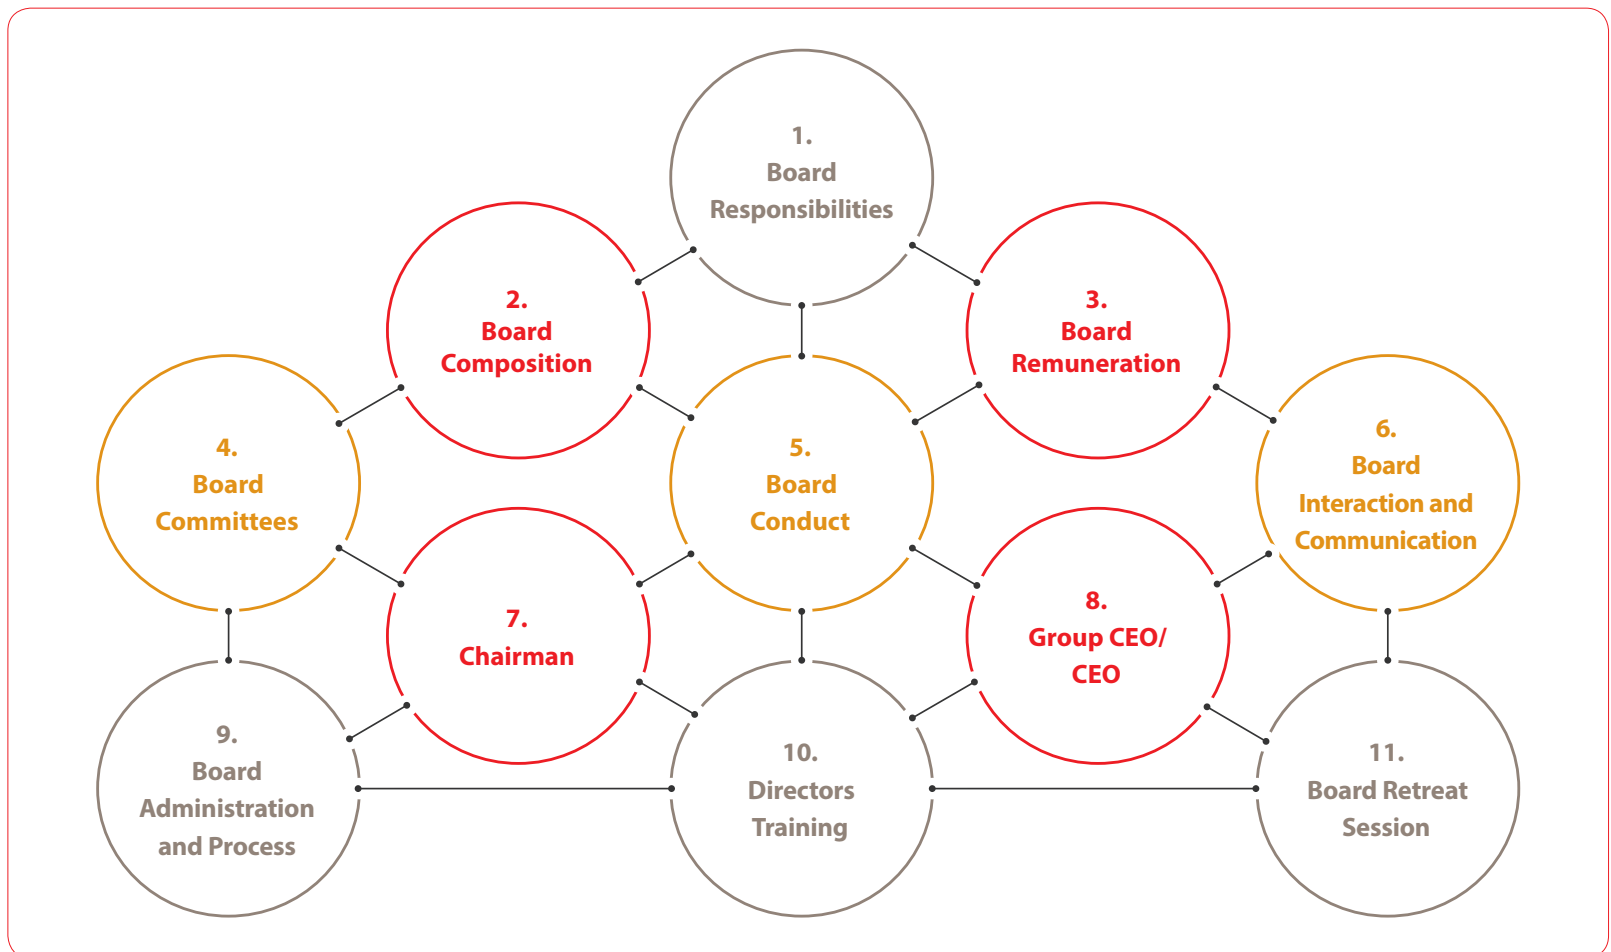 1.
Board
Responsibilities
2.
Board
Composition
3.
Board
Remuneration
4.
Board
Committees
5.
Board
Conduct
6.
Board
Interaction and
Communication
7.
Chairman
8.
Group CEO/
CEO
9.
Board
Administration
and Process
10.
Directors
Training
11.
Board Retreat
Session